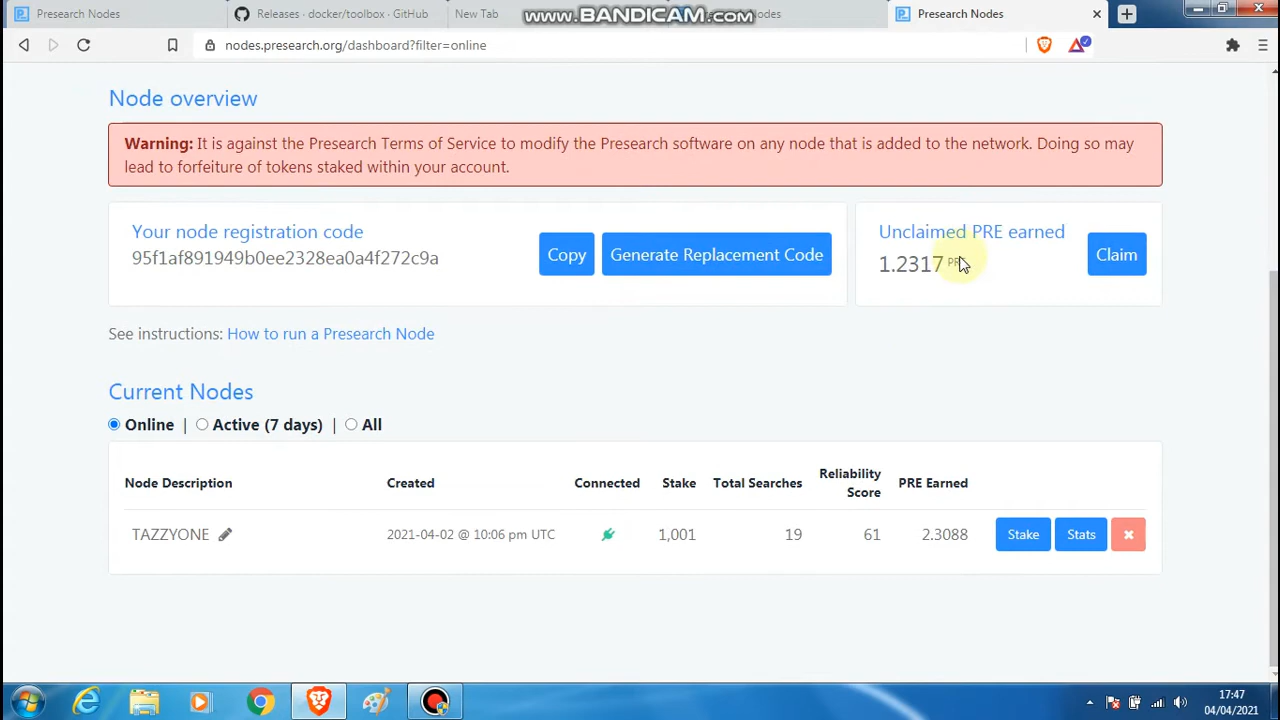 Presearch Nodes
Releases · docker/toolbox · GitHub
New Tab
www.BANDICAM.com
Nodes
Presearch Nodes
nodes.presearch.org/dashboard?filter=online
Node overview
Warning: It is against the Presearch Terms of Service to modify the Presearch software on any node that is added to the network. Doing so may
lead to forfeiture of tokens staked within your account.
Your node registration code
95f1af891949b0ee2328ea0a4f272c9a
Copy
Generate Replacement Code
Unclaimed PRE earned
1.2317
Claim
See instructions: How to run a Presearch Node
Current Nodes
Online | Active (7 days) | All
Node Description Created Connected Stake Total Searches Reliability Score PRE Earned
TAZZYONE 2021-04-02 @ 10:06 pm UTC 1,001 19 61 2.3088 Stake Stats
17:47
04/04/2021